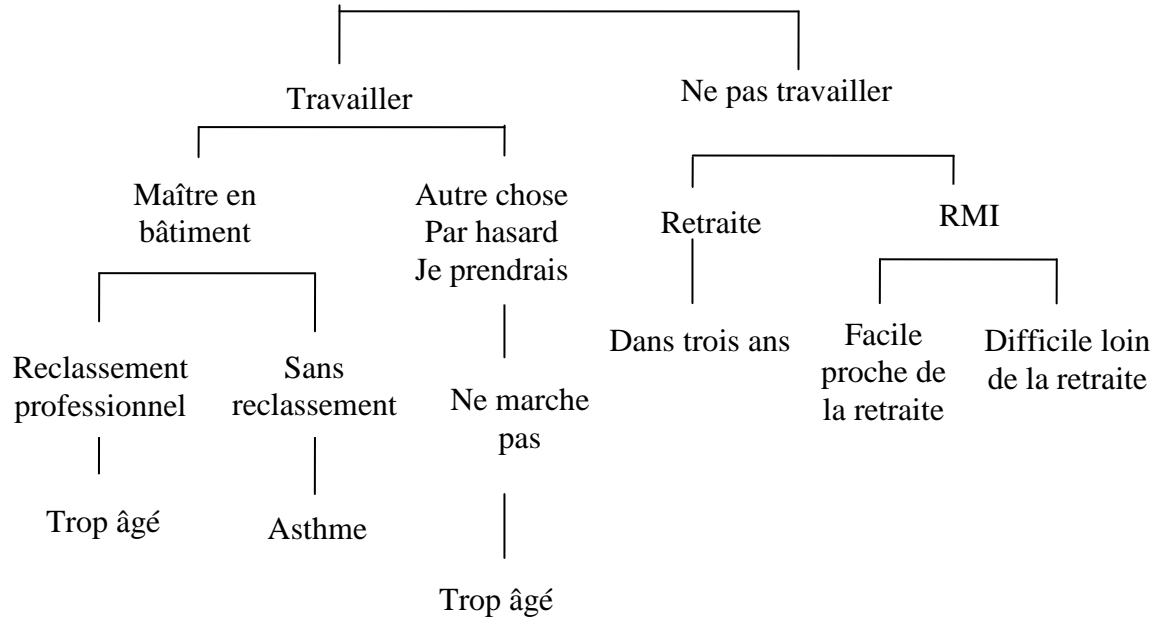 Travailler
Ne pas travailler
Maître en
bâtiment
Autre chose
Par hasard
Je prendrais
Retraite
RMI
Reclassement
professionnel
Sans
reclassement
Ne marche
pas
Dans trois ans
Facile
proche de
la retraite
Difficile loin
de la retraite
Trop âgé
Asthme
Trop âgé